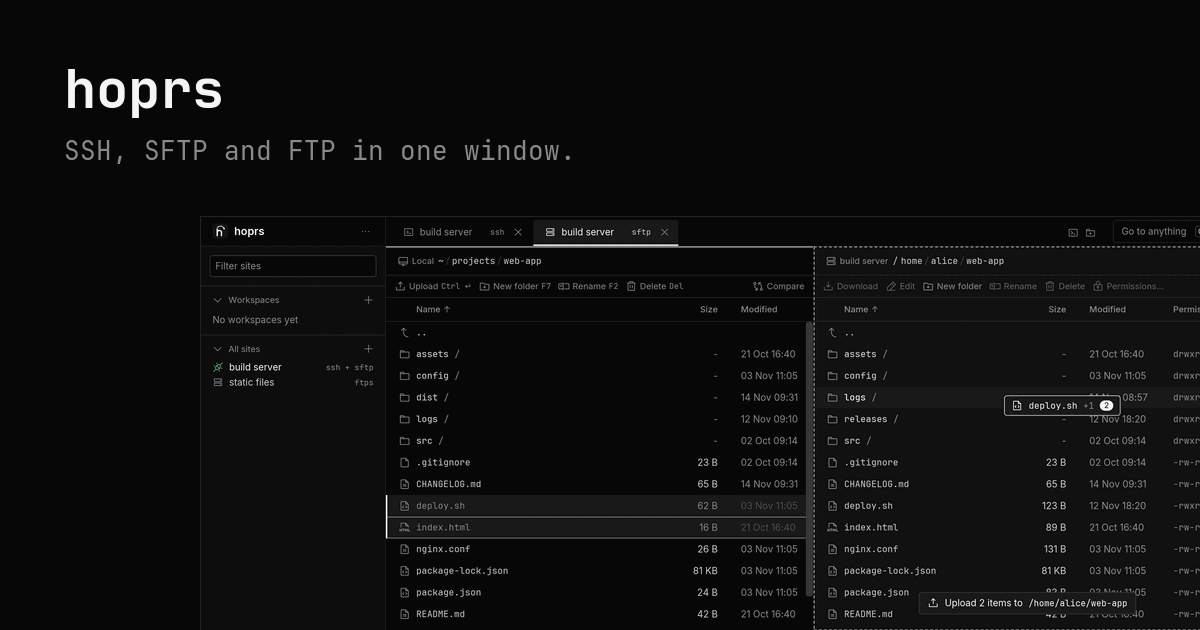 hoprs
SSH, SFTP and FTP in one window.
hoprs ...
Filter sites
Workspaces +
No workspaces yet
All sites +
build server ssh + sftp
static files ftps
build server ssh × build server sftp ×
Go to anything
Local ~ / projects / web-app
Upload Ctrl ↵ New folder F7 Rename F2 Delete Del Compare
Name ↑ Size Modified
..
assets / - 21 Oct 16:40
config / - 03 Nov 11:05
dist / - 14 Nov 09:31
logs / - 12 Nov 09:10
src / - 02 Oct 09:14
.gitignore 23 B 02 Oct 09:14
CHANGELOG.md 65 B 14 Nov 09:31
deploy.sh 62 B 03 Nov 11:05
index.html 16 B 21 Oct 16:40
nginx.conf 26 B 03 Nov 11:05
package-lock.json 81 KB 03 Nov 11:05
package.json 24 B 03 Nov 11:05
README.md 42 B 21 Oct 16:40
build server / home / alice / web-app
Download Edit New folder Rename Delete Permissions...
Name ↑ Size Modified
..
assets / - 21 Oct 16:40
config / - 03 Nov 11:05
logs / 08:57
deploy.sh +1 2
releases / - 12 Nov 18:20
src / - 02 Oct 09:14
.gitignore 23 B 02 Oct 09:14
CHANGELOG.md 65 B 14 Nov 09:31
deploy.sh 123 B 12 Nov 18:20
index.html 89 B 21 Oct 16:40
nginx.conf 131 B 03 Nov 11:05
package-lock.json 81 KB 03 Nov 11:05
package.json
Upload 2 items to /home/alice/web-app
README.md